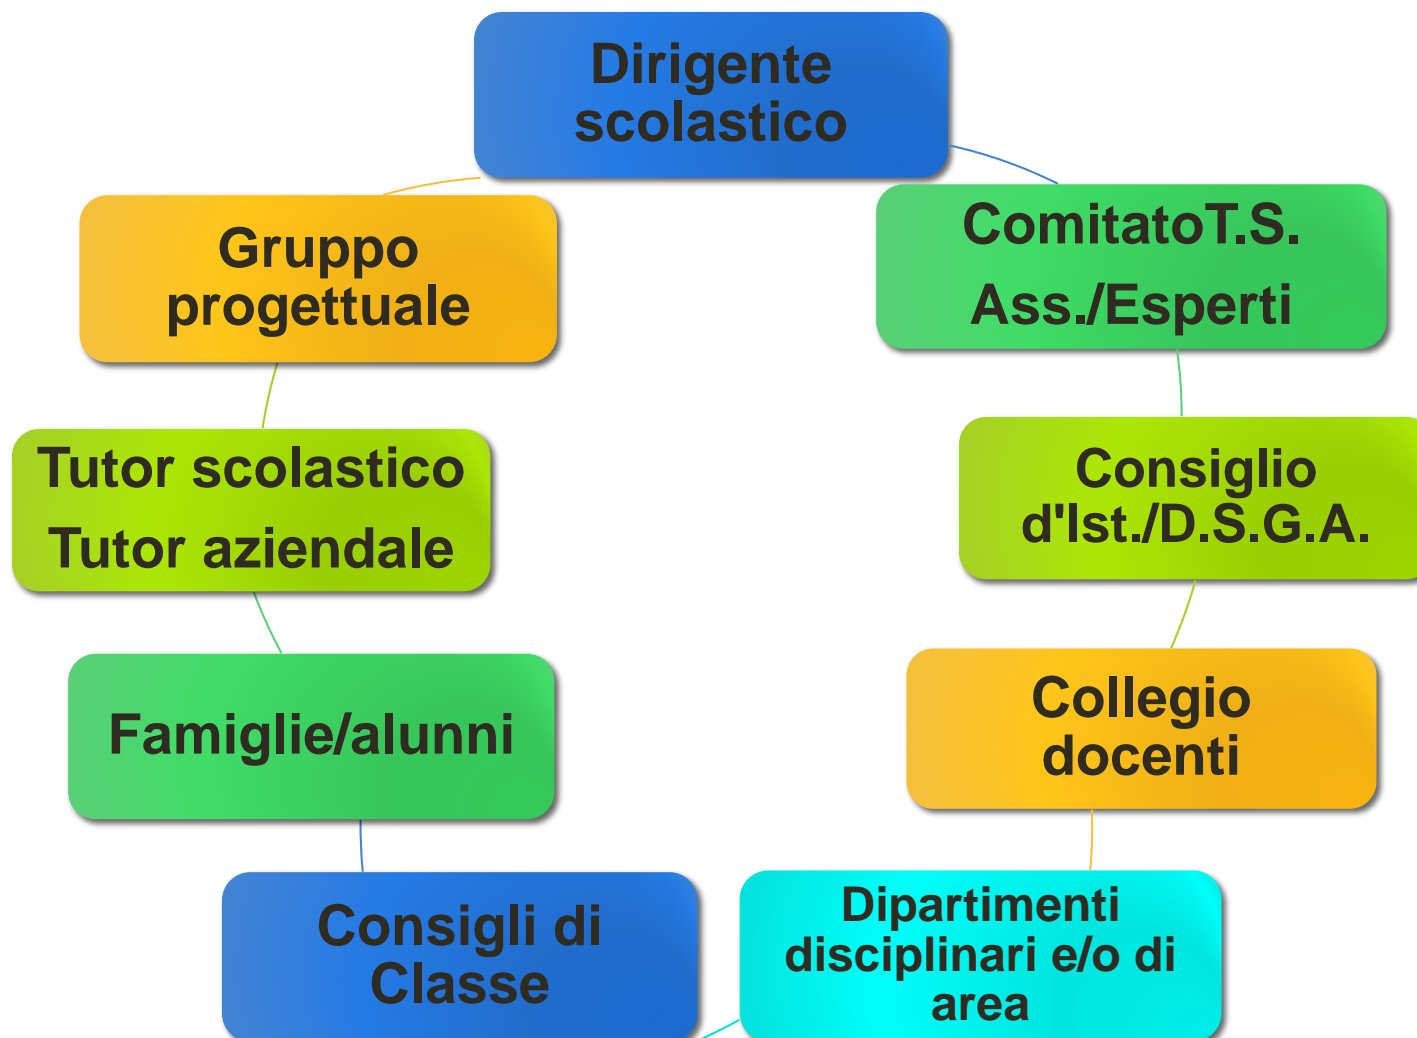 Dirigente
scolastico
Gruppo
progettuale
ComitatoT.S.
Ass./Esperti
Tutor scolastico
Tutor aziendale
Consiglio
d'Ist./D.S.G.A.
Famiglie/alunni
Collegio
docenti
Consigli di
Classe
Dipartimenti
disciplinari e/o di
area